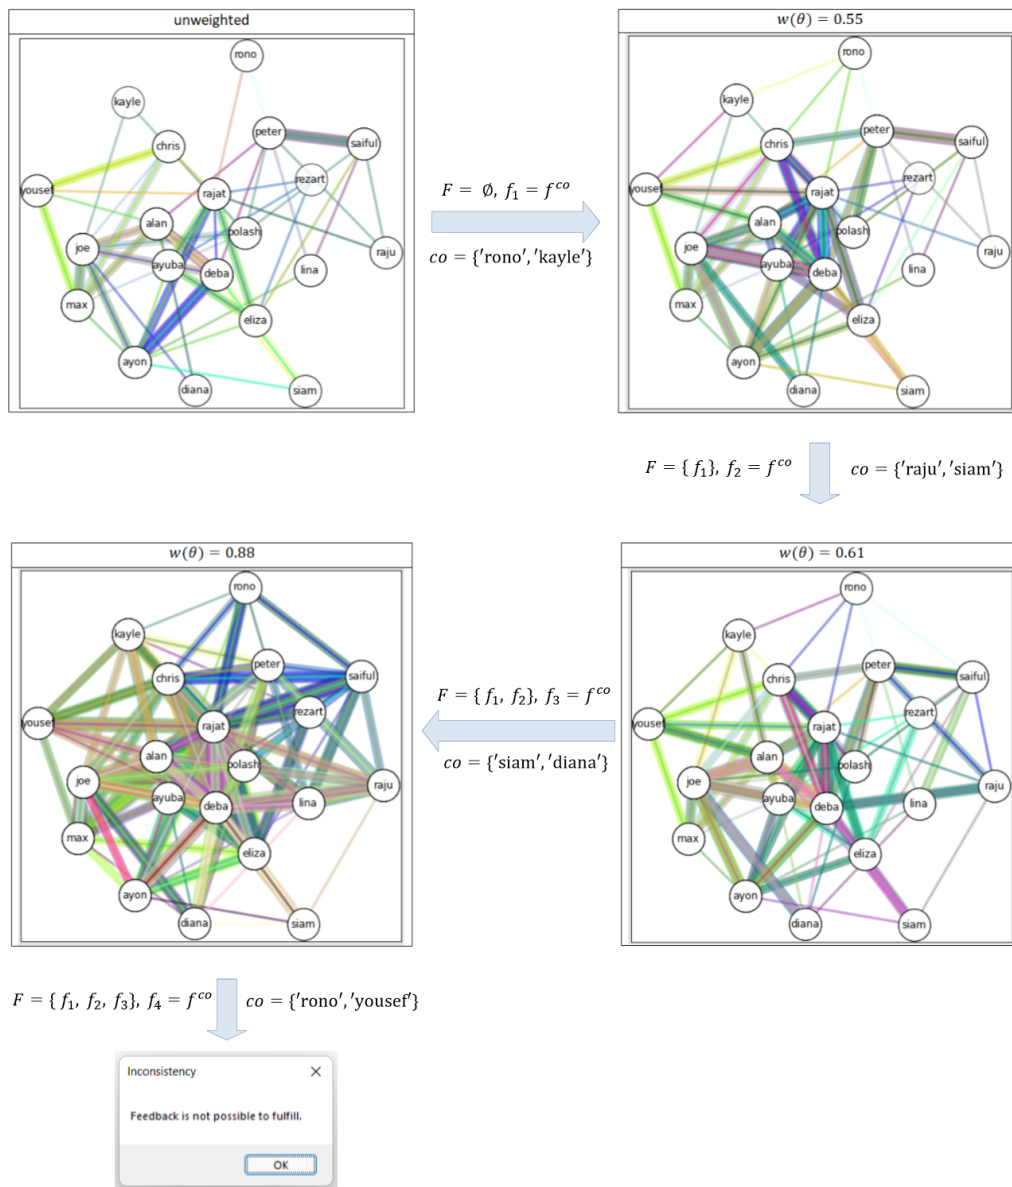 unweighted
rono
kayle
peter
chris
saiful
yousef
rezart
rajat
alan
polash
joe
raju
ayuba
deba
lina
max
eliza
ayon
diana
siam
F = ∅, f₁ = f^co
co = {'rono','kayle'}
w(θ) = 0.55
rono
kayle
peter
chris
saiful
yousef
rezart
rajat
alan
polash
joe
raju
ayuba
deba
lina
max
eliza
ayon
diana
siam
F = { f₁}, f₂ = f^co
co = {'raju','siam'}
w(θ) = 0.61
rono
kayle
peter
chris
saiful
yousef
rezart
rajat
alan
polash
joe
raju
ayuba
deba
lina
max
eliza
ayon
diana
siam
F = { f₁, f₂}, f₃ = f^co
co = {'siam','diana'}
w(θ) = 0.88
rono
kayle
peter
chris
saiful
yousef
rezart
rajat
alan
polash
joe
raju
ayuba
deba
lina
max
eliza
ayon
diana
siam
F = { f₁, f₂, f₃}, f₄ = f^co
co = {'rono','yousef'}
Inconsistency
Feedback is not possible to fulfill.
OK